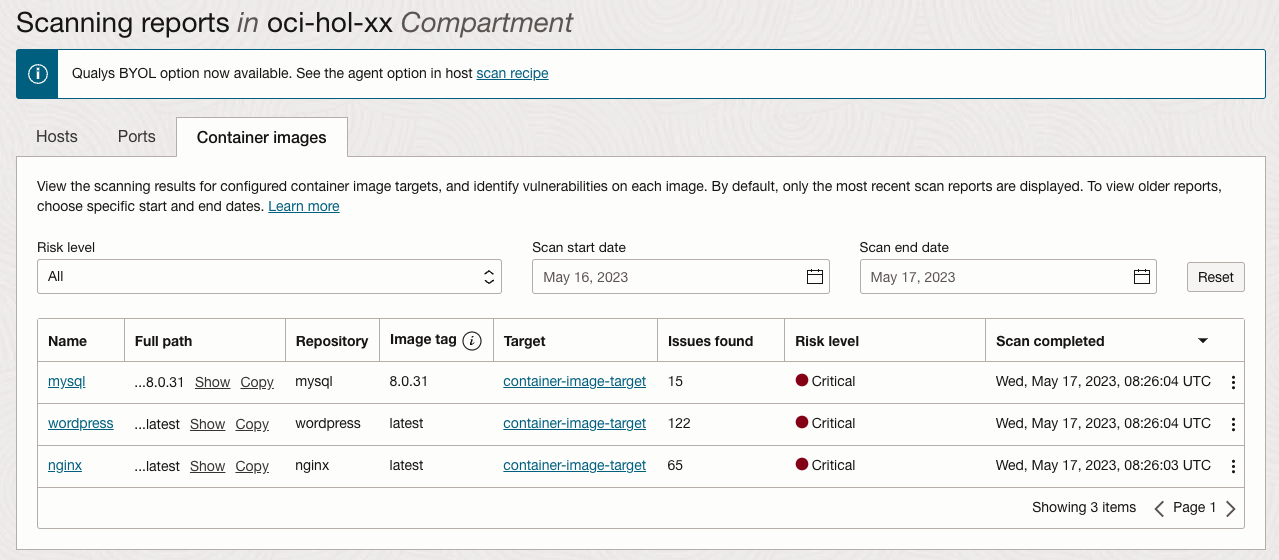 Scanning reports in oci-hol-xx Compartment
Qualys BYOL option now available. See the agent option in host scan recipe
Hosts Ports Container images
View the scanning results for configured container image targets, and identify vulnerabilities on each image. By default, only the most recent scan reports are displayed. To view older reports,
choose specific start and end dates. Learn more
Risk level Scan start date Scan end date
All May 16, 2023 May 17, 2023 Reset
Name Full path Repository Image tag Target Issues found Risk level Scan completed
mysql ...8.0.31 Show Copy mysql 8.0.31 container-image-target 15 Critical Wed, May 17, 2023, 08:26:04 UTC
wordpress ...latest Show Copy wordpress latest container-image-target 122 Critical Wed, May 17, 2023, 08:26:04 UTC
nginx ...latest Show Copy nginx latest container-image-target 65 Critical Wed, May 17, 2023, 08:26:03 UTC
Showing 3 items Page 1